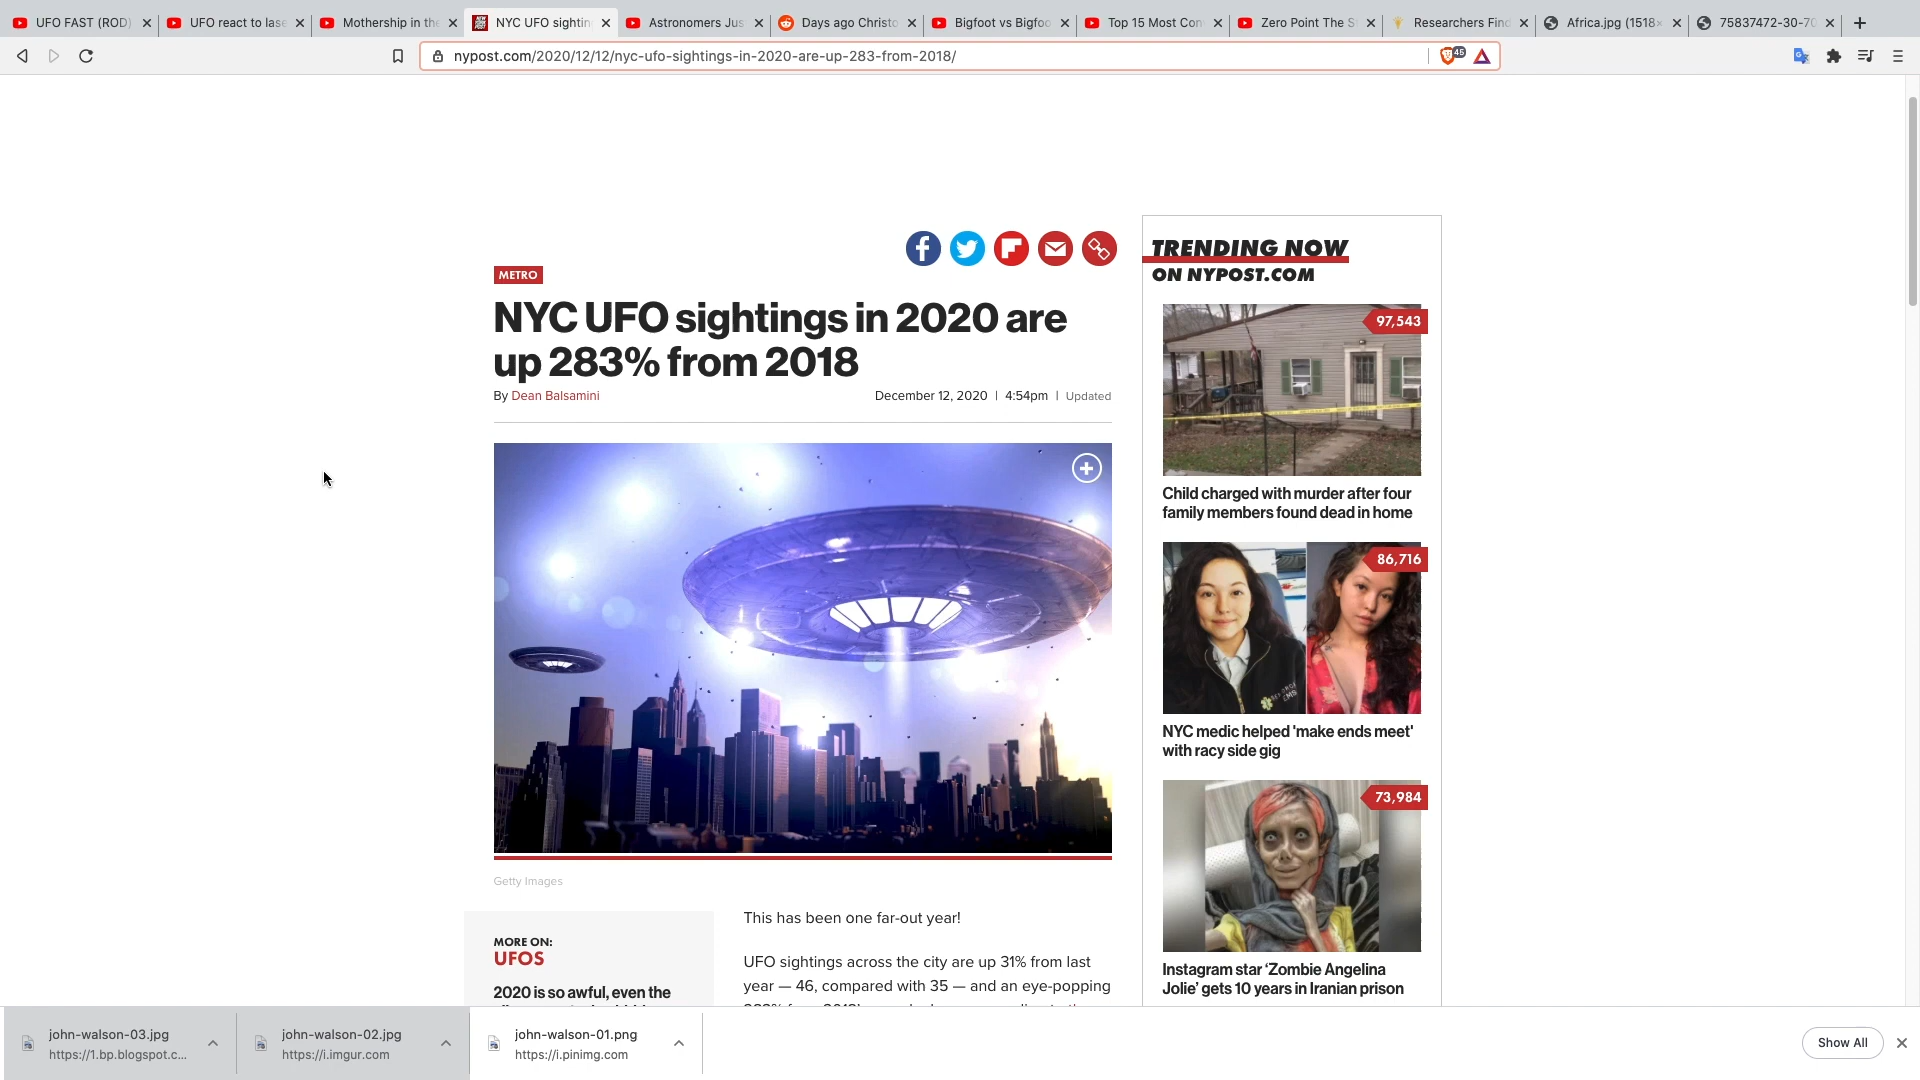 UFO FAST (ROD)
UFO react to lase
Mothership in the
NYC UFO sightin
Astronomers Jus
Days ago Christo
Bigfoot vs Bigfoo
Top 15 Most Con
Zero Point The S
Researchers Find
Africa.jpg (1518×
75837472-30-70
nypost.com/2020/12/12/nyc-ufo-sightings-in-2020-are-up-283-from-2018/
45
TRENDING NOW
ON NYPOST.COM
METRO
NYC UFO sightings in 2020 are
up 283% from 2018
By Dean Balsamini
December 12, 2020 | 4:54pm | Updated
Getty Images
MORE ON:
UFOS
2020 is so awful, even the
This has been one far-out year!
UFO sightings across the city are up 31% from last
year — 46, compared with 35 — and an eye-popping
97,543
Child charged with murder after four
family members found dead in home
86,716
NYC medic helped 'make ends meet'
with racy side gig
73,984
Instagram star ‘Zombie Angelina
Jolie’ gets 10 years in Iranian prison
john-walson-03.jpg
https://1.bp.blogspot.c...
john-walson-02.jpg
https://i.imgur.com
john-walson-01.png
https://i.pinimg.com
Show All